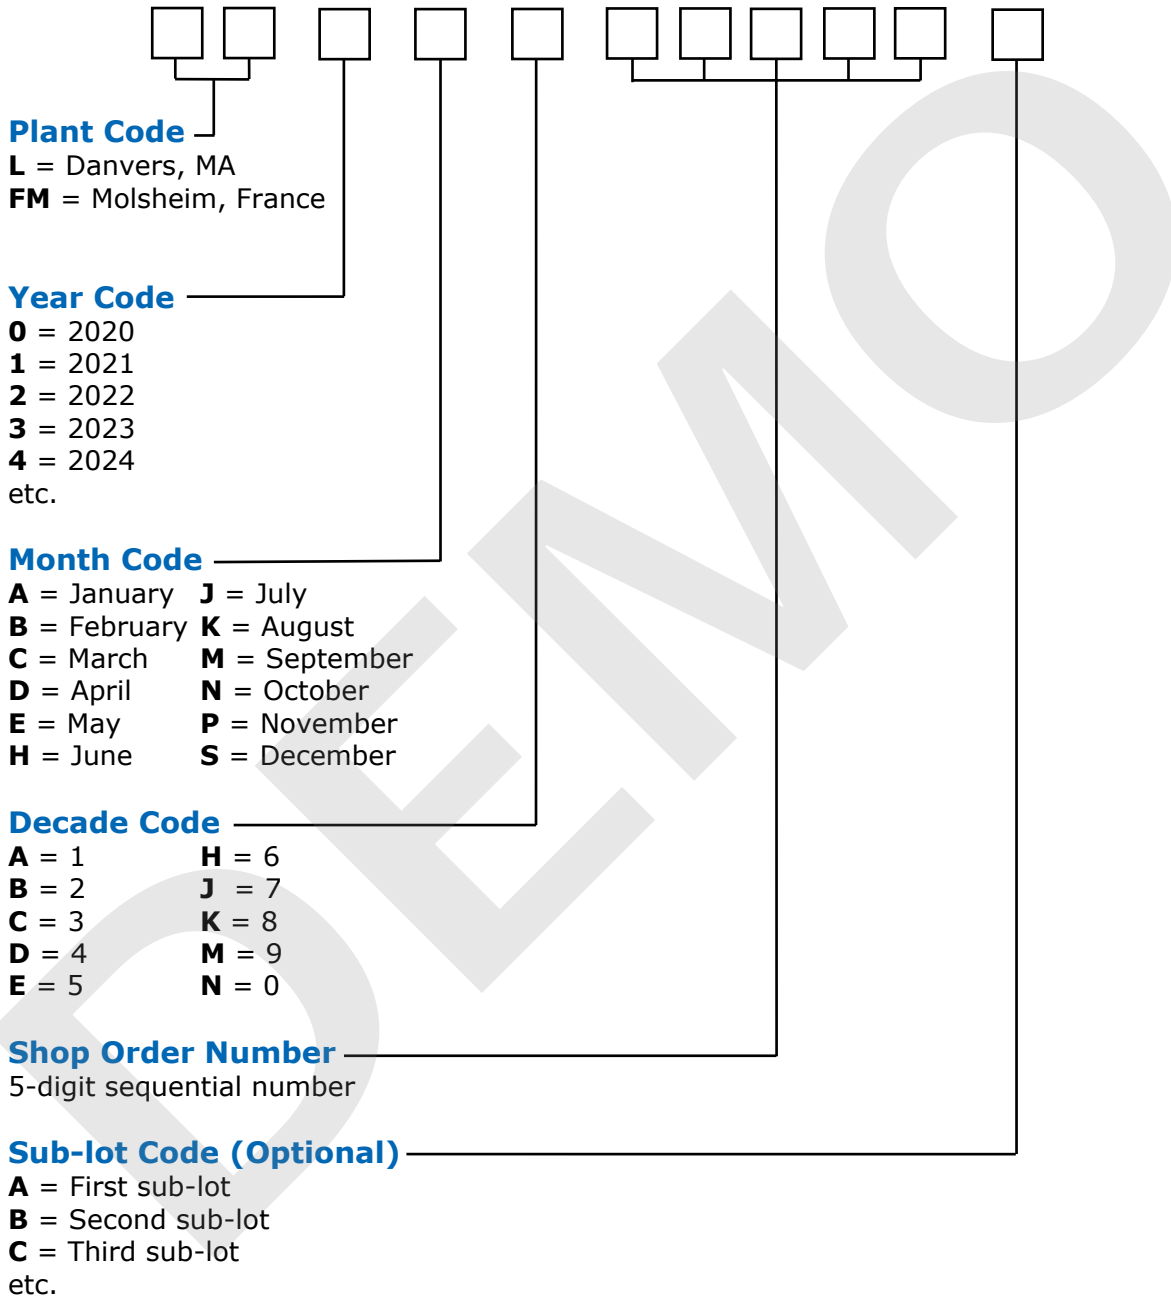 Plant Code
L = Danvers, MA
FM = Molsheim, France
Year Code
0 = 2020
1 = 2021
2 = 2022
3 = 2023
4 = 2024
etc.
Month Code
A = January J = July
B = February K = August
C = March M = September
D = April N = October
E = May P = November
H = June S = December
Decade Code
A = 1 H = 6
B = 2 J = 7
C = 3 K = 8
D = 4 M = 9
E = 5 N = 0
Shop Order Number
5-digit sequential number
Sub-lot Code (Optional)
A = First sub-lot
B = Second sub-lot
C = Third sub-lot
etc.
DEMO